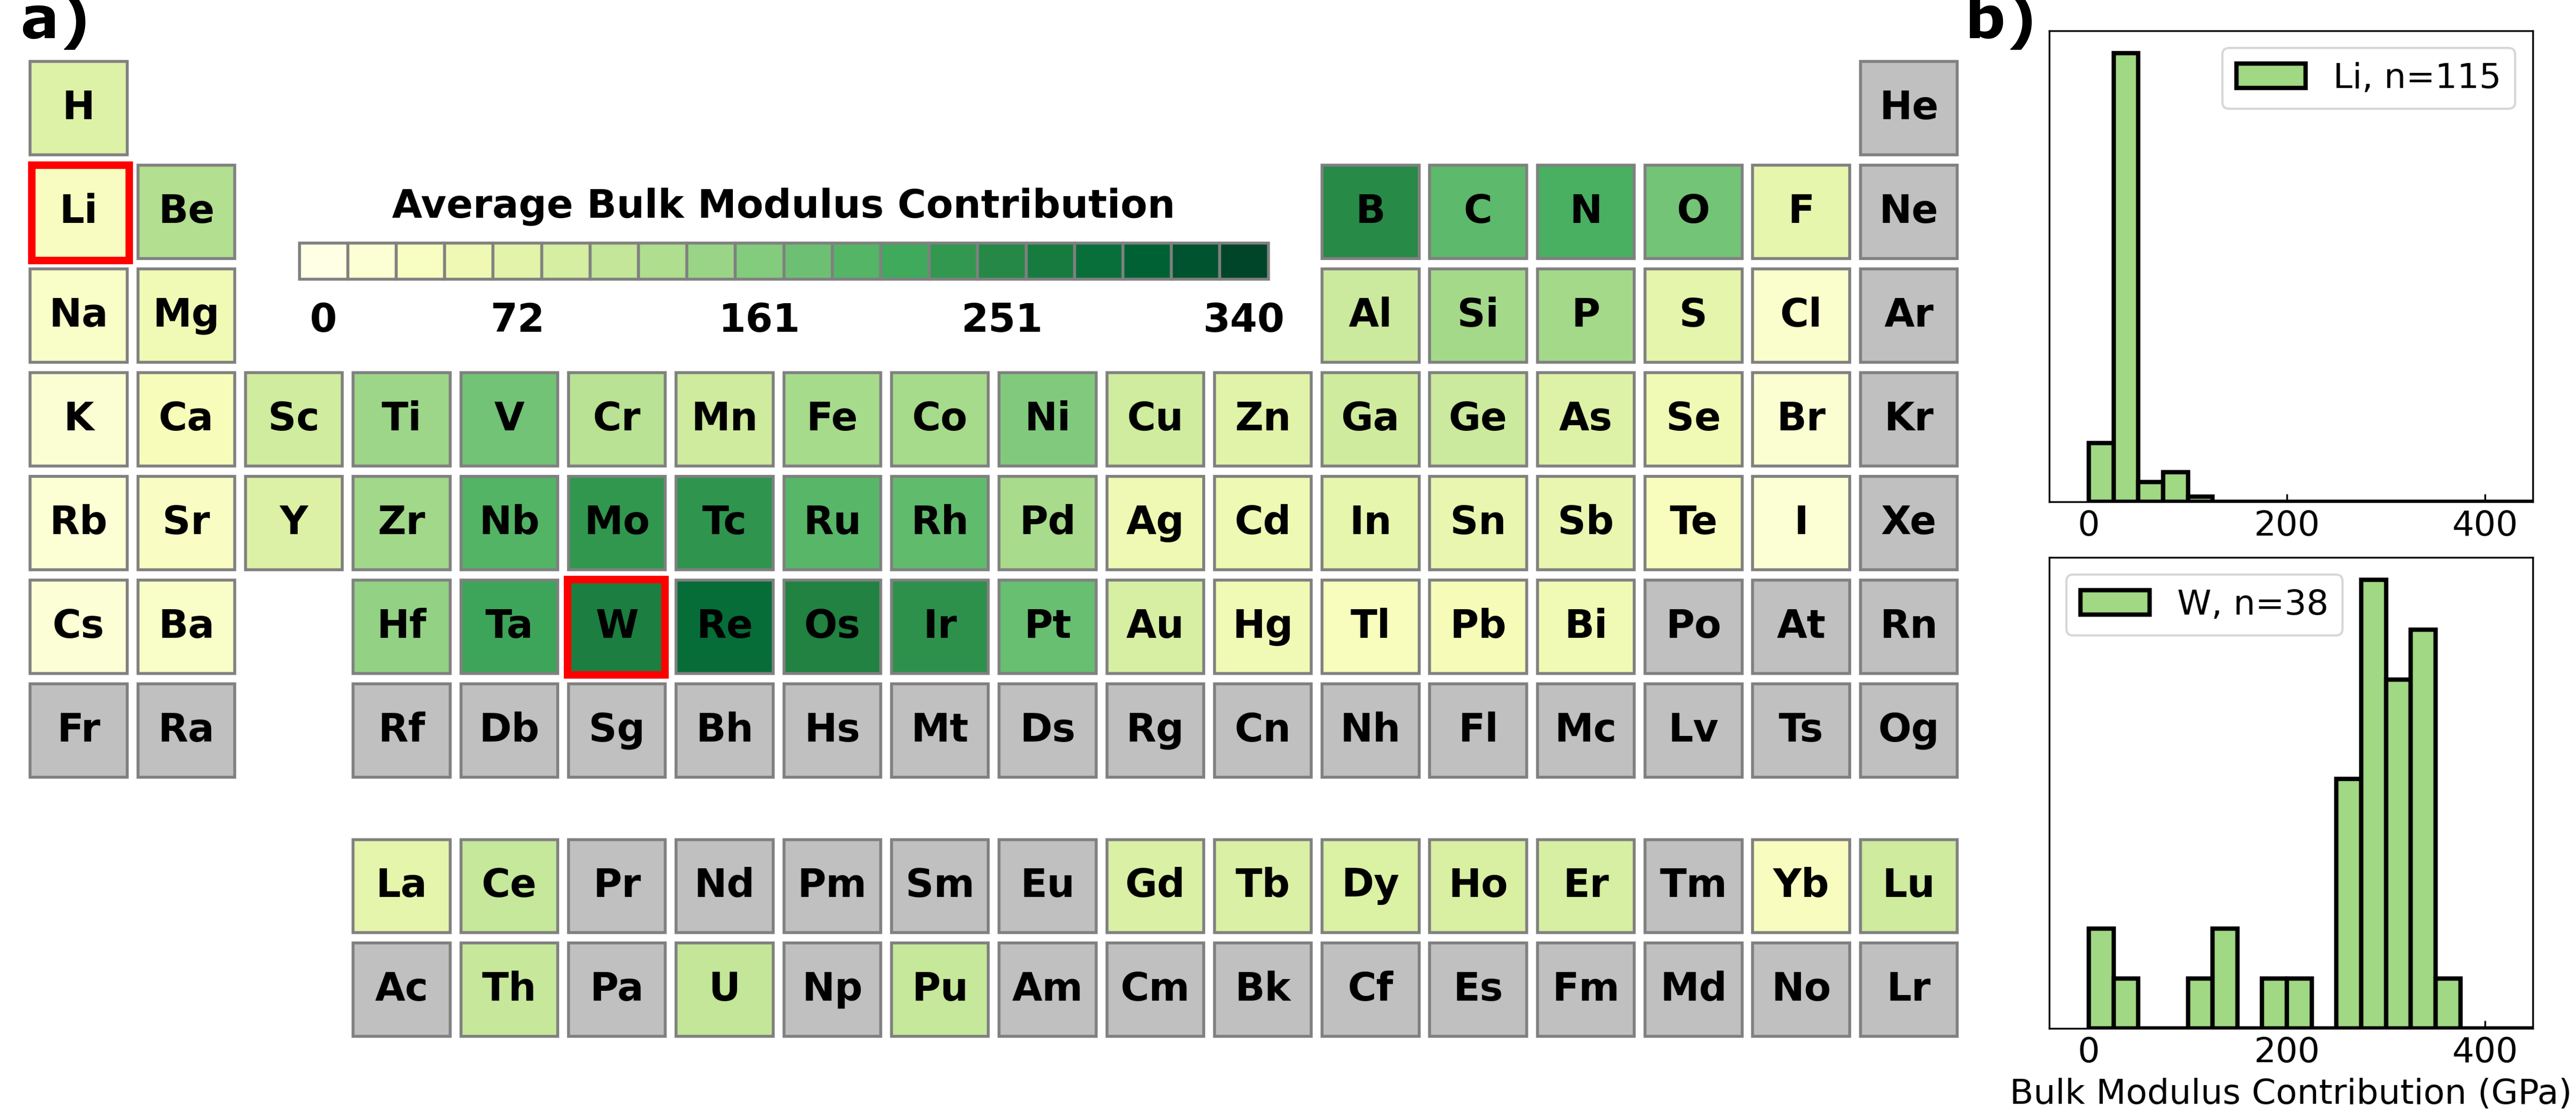 a)
b)
H He
Li Be B C N O F Ne
Average Bulk Modulus Contribution
0 72 161 251 340
Na Mg Al Si P S Cl Ar
K Ca Sc Ti V Cr Mn Fe Co Ni Cu Zn Ga Ge As Se Br Kr
Rb Sr Y Zr Nb Mo Tc Ru Rh Pd Ag Cd In Sn Sb Te I Xe
Cs Ba Hf Ta W Re Os Ir Pt Au Hg Tl Pb Bi Po At Rn
Fr Ra Rf Db Sg Bh Hs Mt Ds Rg Cn Nh Fl Mc Lv Ts Og
La Ce Pr Nd Pm Sm Eu Gd Tb Dy Ho Er Tm Yb Lu
Ac Th Pa U Np Pu Am Cm Bk Cf Es Fm Md No Lr
Li, n=115
0 200 400
W, n=38
0 200 400
Bulk Modulus Contribution (GPa)